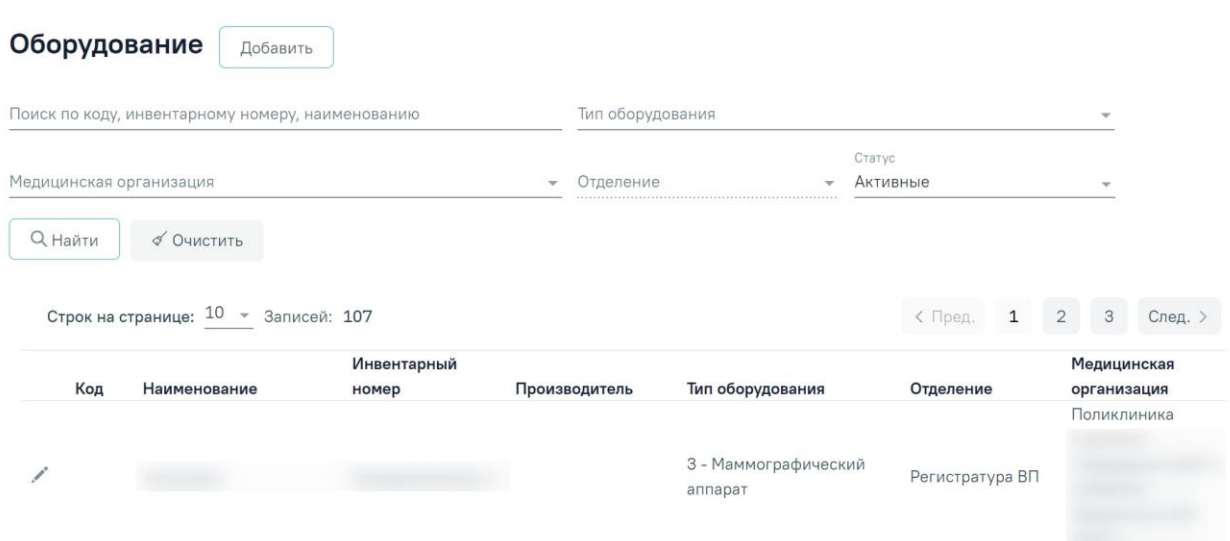 Оборудование Добавить
Поиск по коду, инвентарному номеру, наименованию Тип оборудования
Статус
Медицинская организация Отделение Активные
Найти Очистить
Строк на странице: 10 Записей: 107 < Пред. 1 2 3 След. >
Инвентарный Медицинская
Код Наименование номер Производитель Тип оборудования Отделение организация
Поликлиника
3 - Маммографический
аппарат
Регистратура ВП